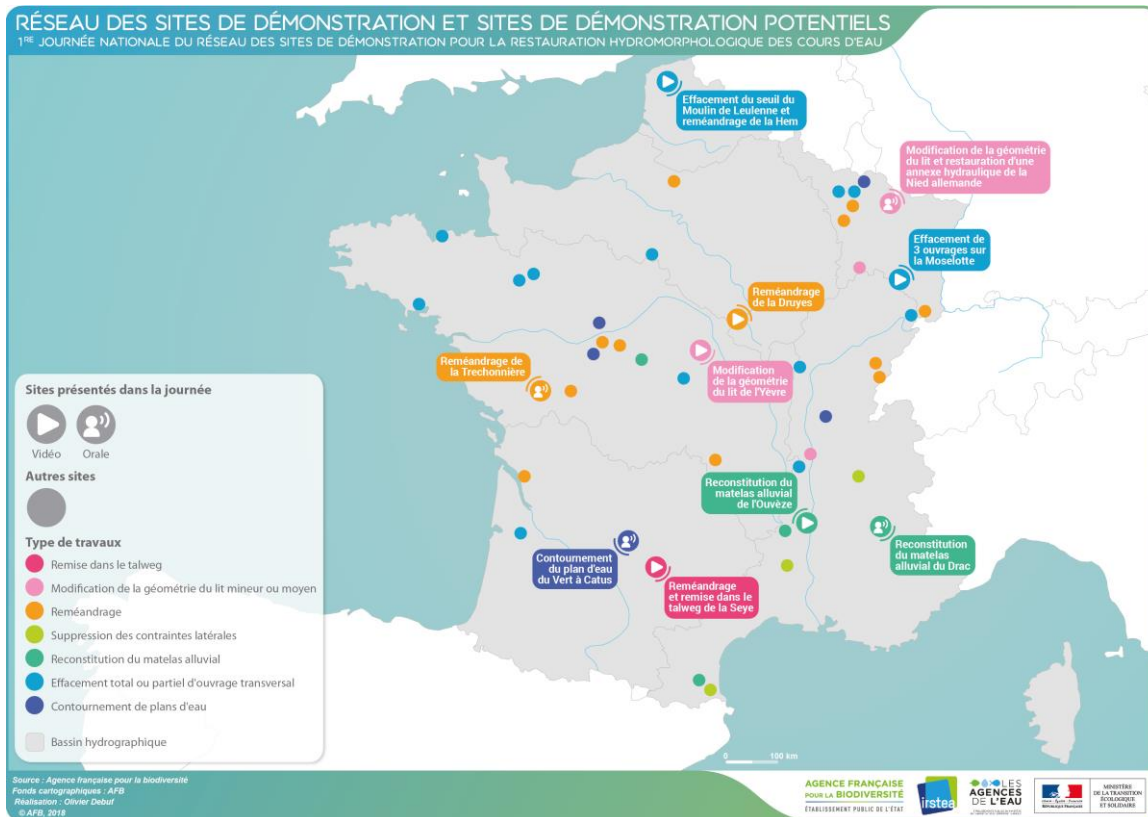 RÉSEAU DES SITES DE DÉMONSTRATION ET SITES DE DÉMONSTRATION POTENTIELS
1RE JOURNÉE NATIONALE DU RÉSEAU DES SITES DE DÉMONSTRATION POUR LA RESTAURATION HYDROMORPHOLOGIQUE DES COURS D'EAU
Effacement du seuil du
Moulin de Leulenne et
reméandrage de la Hem
Modification de la géométrie
du lit et restauration d'une
annexe hydraulique de la
Nied allemande
Effacement de
3 ouvrages sur
la Moselotte
Reméandrage
de la Druyes
Reméandrage de
la Trechonnière
Modification
de la géométrie
du lit de l'Yèvre
Reconstitution du
matelas alluvial
de l'Ouvèze
Contournement
du plan d'eau
du Vert à Catus
Reméandrage
et remise dans le
talweg de la Seye
Reconstitution
du matelas
alluvial du Drac
Sites présentés dans la journée
Vidéo
Orale
Autres sites
Type de travaux
Remise dans le talweg
Modification de la géométrie du lit mineur ou moyen
Reméandrage
Suppression des contraintes latérales
Reconstitution du matelas alluvial
Effacement total ou partiel d'ouvrage transversal
Contournement de plans d'eau
Bassin hydrographique
0 100 km
Source : Agence française pour la biodiversité
Fonds cartographiques : AFB
Réalisation : Olivier Debuf
© AFB, 2018
AGENCE FRANÇAISE
POUR LA BIODIVERSITÉ
ÉTABLISSEMENT PUBLIC DE L'ÉTAT
irstea
LES
AGENCES
DE L'EAU
RÉPUBLIQUE FRANÇAISE
MINISTÈRE
DE LA TRANSITION
ÉCOLOGIQUE
ET SOLIDAIRE